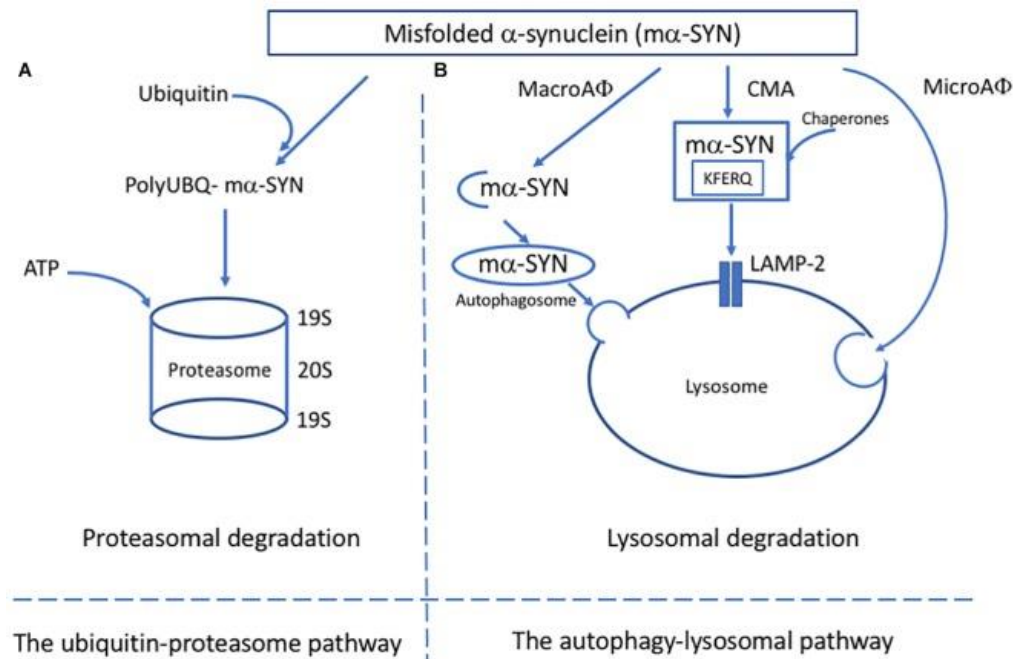 Misfolded α-synuclein (mα-SYN)
A
Ubiquitin
PolyUBQ- mα-SYN
ATP
19S
Proteasome
20S
19S
Proteasomal degradation
The ubiquitin-proteasome pathway
B
MacroAΦ
CMA
MicroAΦ
Chaperones
mα-SYN
KFERQ
mα-SYN
mα-SYN
Autophagosome
LAMP-2
Lysosome
Lysosomal degradation
The autophagy-lysosomal pathway